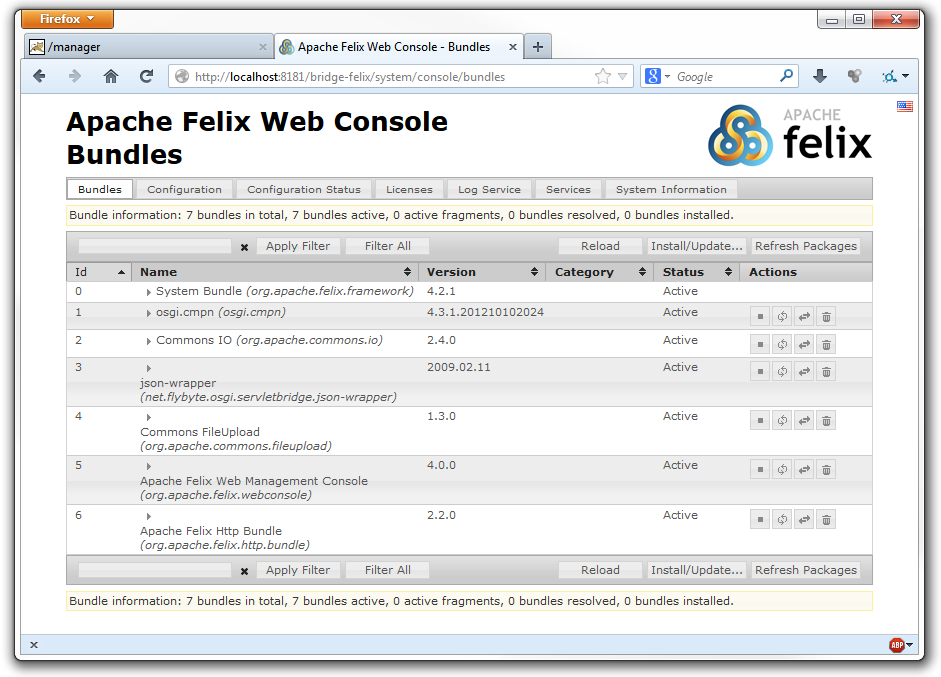 Firefox
/manager
Apache Felix Web Console - Bundles
http://localhost:8181/bridge-felix/system/console/bundles
Google
Apache Felix Web Console
Bundles
APACHE
felix
Bundles Configuration Configuration Status Licenses Log Service Services System Information
Bundle information: 7 bundles in total, 7 bundles active, 0 active fragments, 0 bundles resolved, 0 bundles installed.
Apply Filter Filter All Reload Install/Update... Refresh Packages
Id Name Version Category Status Actions
0 System Bundle (org.apache.felix.framework) 4.2.1 Active
1 osgi.cmpn (osgi.cmpn) 4.3.1.201210102024 Active
2 Commons IO (org.apache.commons.io) 2.4.0 Active
3 2009.02.11 Active
json-wrapper
(net.flybyte.osgi.servletbridge.json-wrapper)
4 1.3.0 Active
Commons FileUpload
(org.apache.commons.fileupload)
5 4.0.0 Active
Apache Felix Web Management Console
(org.apache.felix.webconsole)
6 2.2.0 Active
Apache Felix Http Bundle
(org.apache.felix.http.bundle)
Apply Filter Filter All Reload Install/Update... Refresh Packages
Bundle information: 7 bundles in total, 7 bundles active, 0 active fragments, 0 bundles resolved, 0 bundles installed.
ABP